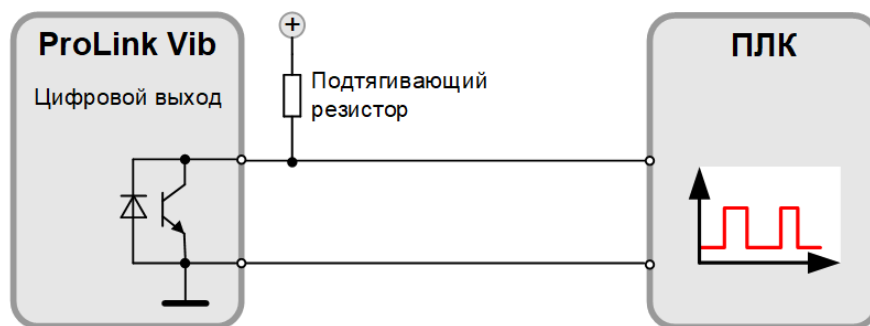 ProLink Vib
Цифровой выход
+
Подтягивающий
резистор
ПЛК